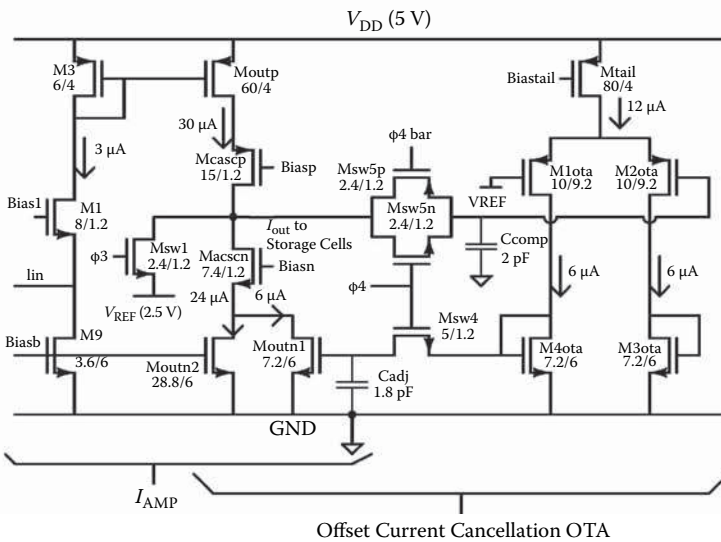 V_DD (5 V)
M3
6/4
Moutp
60/4
Biastail
Mtail
80/4
12 μA
30 μA
3 μA
ϕ4 bar
Mcascp
15/1.2
Biasp
Msw5p
2.4/1.2
M1ota
10/9.2
M2ota
10/9.2
VREF
Bias1
M1
8/1.2
Msw5n
2.4/1.2
I_out to
Storage Cells
Msw1
2.4/1.2
ϕ3
Macscn
7.4/1.2
Biasn
Ccomp
2 pF
Iin
V_REF (2.5 V)
24 μA
6 μA
ϕ4
6 μA
6 μA
Biasb
M9
3.6/6
Moutn2
28.8/6
Moutn1
7.2/6
Msw4
5/1.2
M4ota
7.2/6
M3ota
7.2/6
Cadj
1.8 pF
GND
I_AMP
Offset Current Cancellation OTA